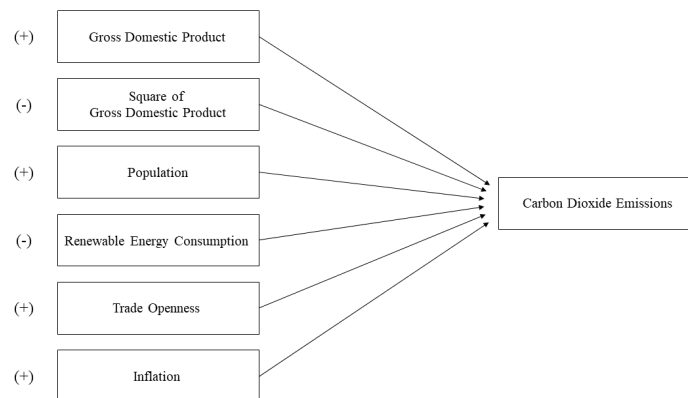 (+)
Gross Domestic Product
(-)
Square of
Gross Domestic Product
(+)
Population
(-)
Renewable Energy Consumption
(+)
Trade Openness
(+)
Inflation
Carbon Dioxide Emissions